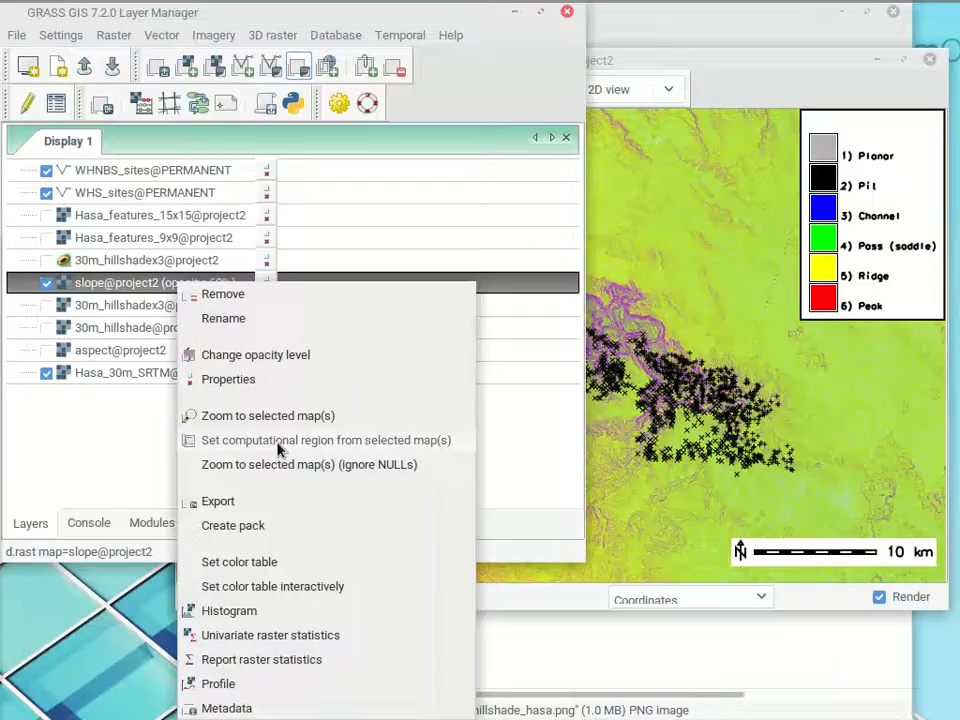 GRASS GIS 7.2.0 Layer Manager
File Settings Raster Vector Imagery 3D raster Database Temporal Help
Display 1
WHNBS_sites@PERMANENT
WHS_sites@PERMANENT
Hasa_features_15x15@project2
Hasa_features_9x9@project2
30m_hillshadex3@project2
slope@project2
30m_hillshadex3@p
30m_hillshade@pro
aspect@project2
Hasa_30m_SRTM@
Layers Console Modules
d.rast map=slope@project2
Remove
Rename
Change opacity level
Properties
Zoom to selected map(s)
Set computational region from selected map(s)
Zoom to selected map(s) (ignore NULLs)
Export
Create pack
Set color table
Set color table interactively
Histogram
Univariate raster statistics
Report raster statistics
Profile
Metadata
ject2
2D view
1) Planar
2) Pit
3) Channel
4) Pass (saddle)
5) Ridge
6) Peak
N 10 km
Coordinates
Render
hillshade_hasa.png" (1.0 MB) PNG image